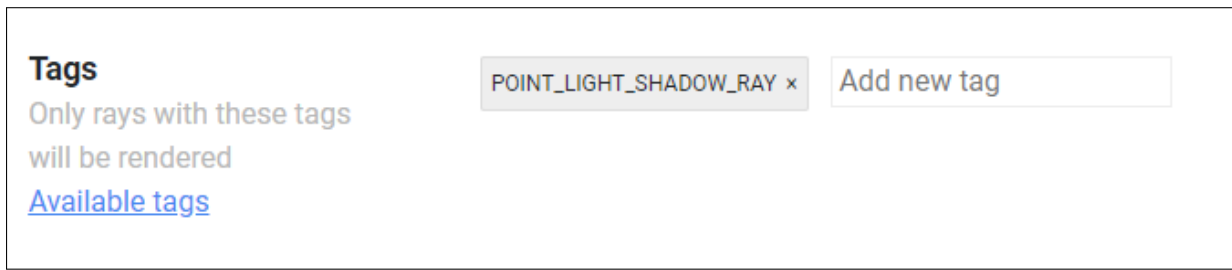 Tags
Only rays with these tags
will be rendered
Available tags
POINT_LIGHT_SHADOW_RAY ×
Add new tag